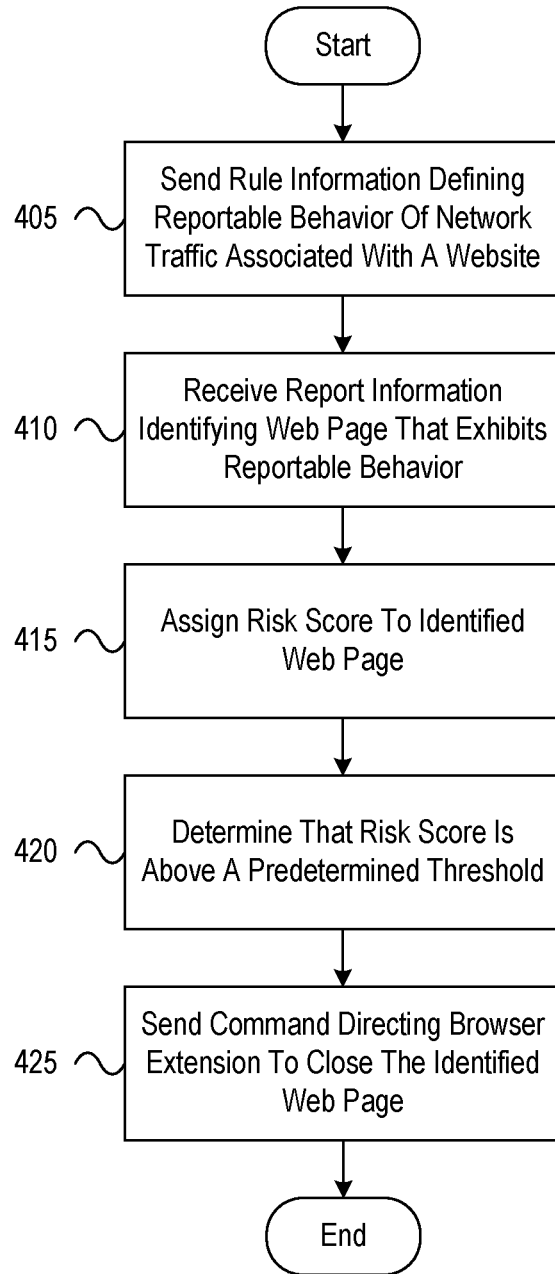 Start
405
Send Rule Information Defining
Reportable Behavior Of Network
Traffic Associated With A Website
410
Receive Report Information
Identifying Web Page That Exhibits
Reportable Behavior
415
Assign Risk Score To Identified
Web Page
420
Determine That Risk Score Is
Above A Predetermined Threshold
425
Send Command Directing Browser
Extension To Close The Identified
Web Page
End